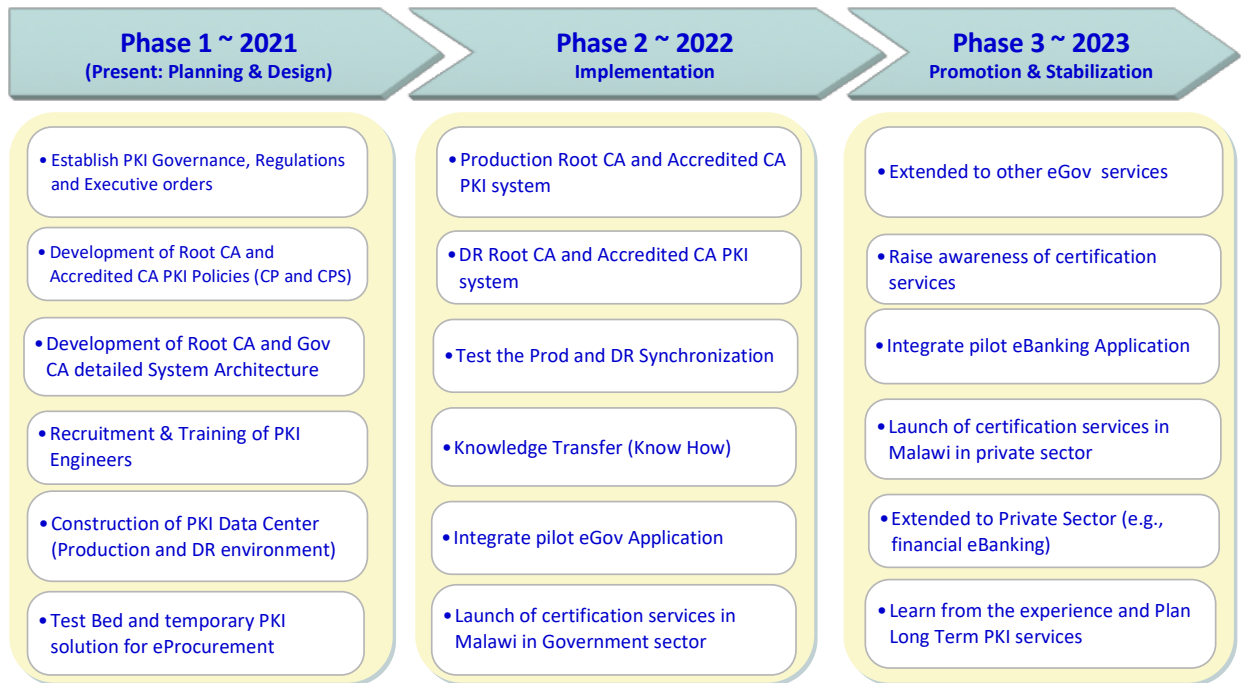 Phase 1 ~ 2021
(Present: Planning & Design)
Phase 2 ~ 2022
Implementation
Phase 3 ~ 2023
Promotion & Stabilization
• Establish PKI Governance, Regulations
and Executive orders
• Development of Root CA and
Accredited CA PKI Policies (CP and CPS)
• Development of Root CA and Gov
CA detailed System Architecture
• Recruitment & Training of PKI
Engineers
• Construction of PKI Data Center
(Production and DR environment)
• Test Bed and temporary PKI
solution for eProcurement
• Production Root CA and Accredited CA
PKI system
• DR Root CA and Accredited CA PKI
system
• Test the Prod and DR Synchronization
• Knowledge Transfer (Know How)
• Integrate pilot eGov Application
• Launch of certification services in
Malawi in Government sector
• Extended to other eGov services
• Raise awareness of certification
services
• Integrate pilot eBanking Application
• Launch of certification services in
Malawi in private sector
• Extended to Private Sector (e.g.,
financial eBanking)
• Learn from the experience and Plan
Long Term PKI services